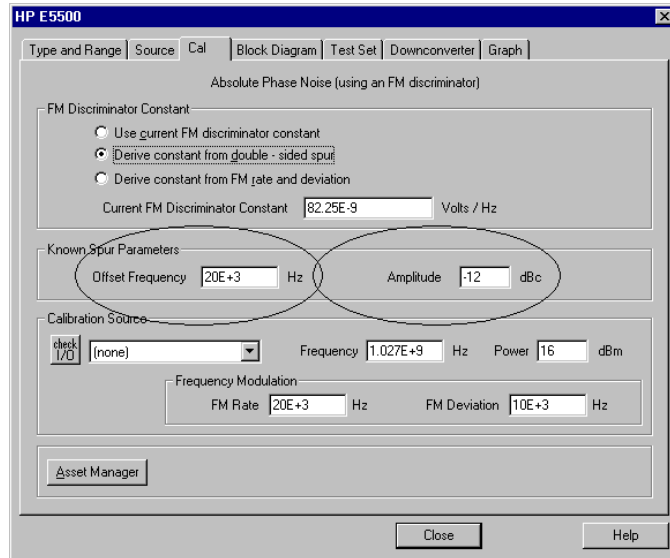 HP E5500
Type and Range Source Cal Block Diagram Test Set Downconverter Graph
Absolute Phase Noise (using an FM discriminator)
FM Discriminator Constant
Use current FM discriminator constant
Derive constant from double - sided spur
Derive constant from FM rate and deviation
Current FM Discriminator Constant 82.25E-9 Volts / Hz
Known Spur Parameters
Offset Frequency 20E+3 Hz Amplitude -12 dBc
Calibration Source
check I/O (none) Frequency 1.027E+9 Hz Power 16 dBm
Frequency Modulation
FM Rate 20E+3 Hz FM Deviation 10E+3 Hz
Asset Manager
Close Help